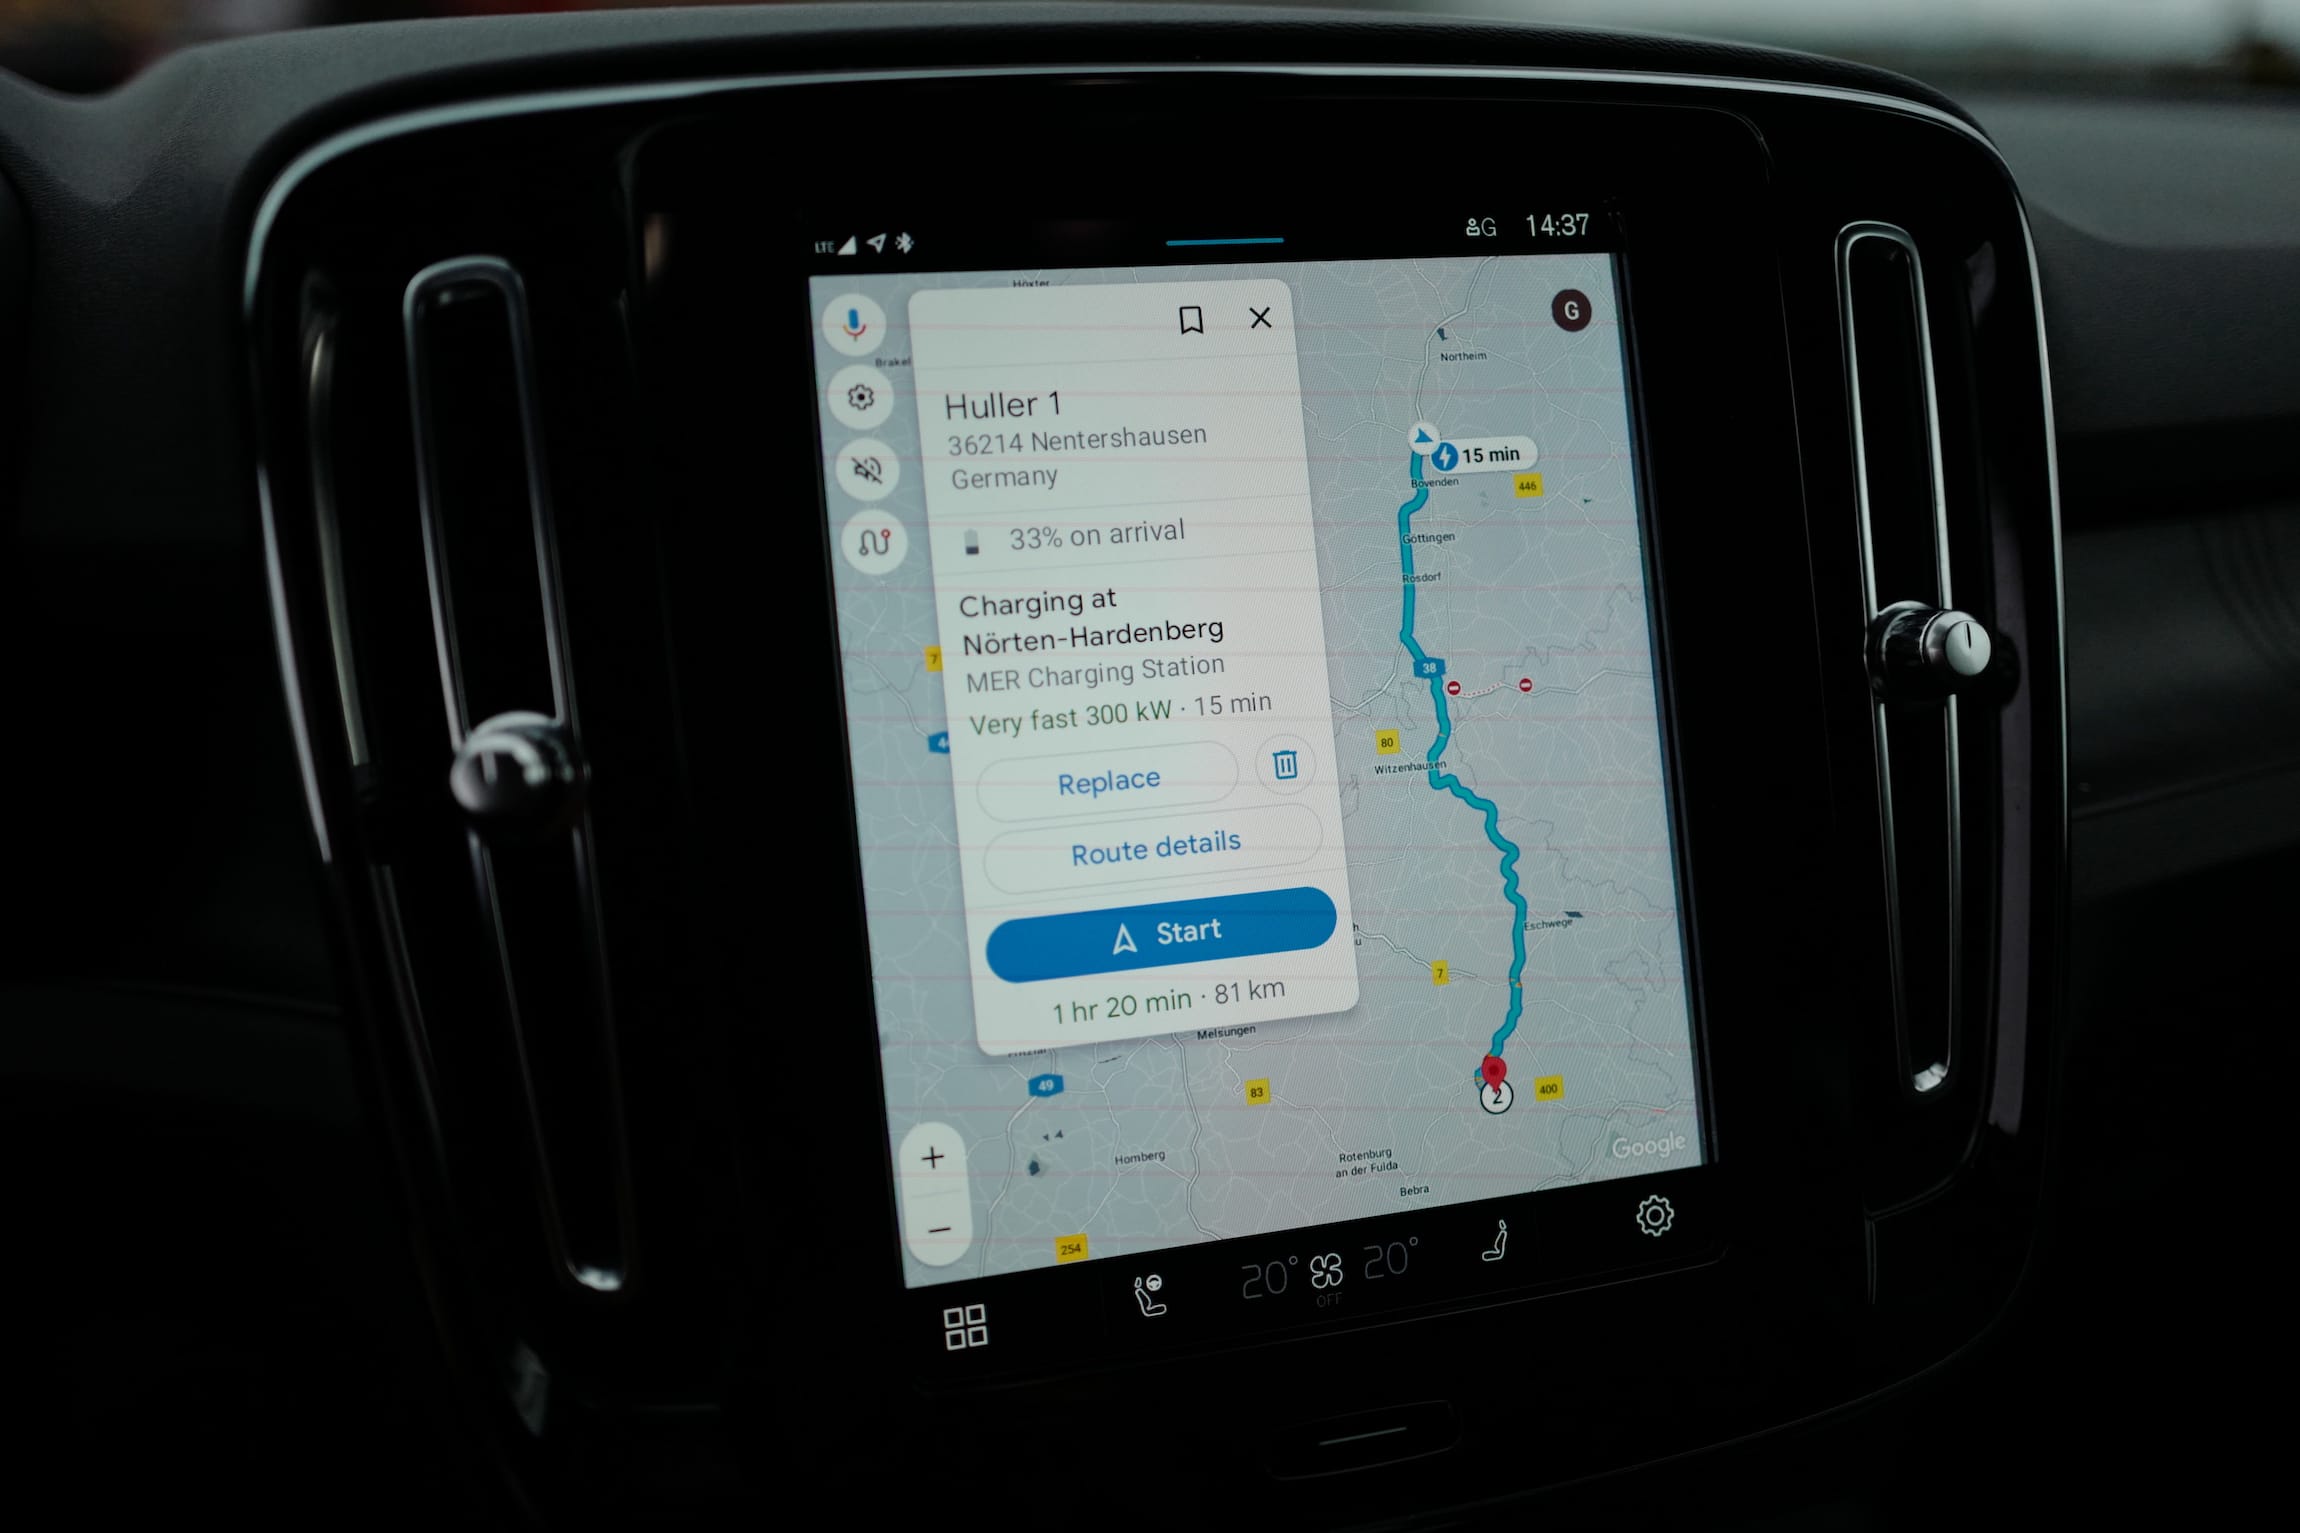 LTE
G 14:37
Höxter
G
Brakel
Northeim
Huller 1
36214 Nentershausen
Germany
15 min
Bovenden
446
33% on arrival
Göttingen
Rosdorf
Charging at
Nörten-Hardenberg
MER Charging Station
Very fast 300 kW · 15 min
7
38
80
Witzenhausen
Replace
Route details
Start
1 hr 20 min · 81 km
Eschwege
7
Melsungen
49
83
2
400
Google
Homberg
Rotenburg
an der Fulda
Bebra
254
20° 20°
OFF